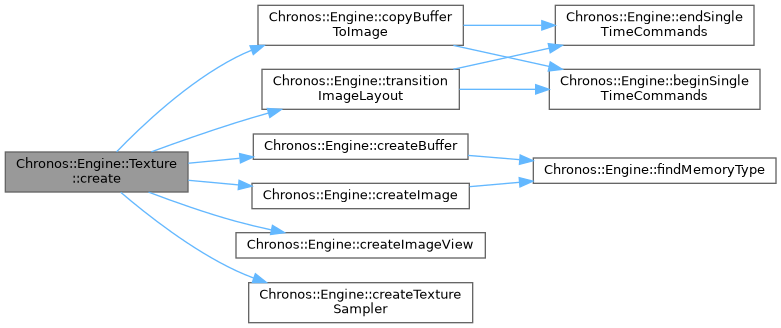 Chronos::Engine::copyBuffer
ToImage
Chronos::Engine::endSingle
TimeCommands
Chronos::Engine::transition
ImageLayout
Chronos::Engine::beginSingle
TimeCommands
Chronos::Engine::createBuffer
Chronos::Engine::Texture
::create
Chronos::Engine::findMemoryType
Chronos::Engine::createImage
Chronos::Engine::createImageView
Chronos::Engine::createTexture
Sampler